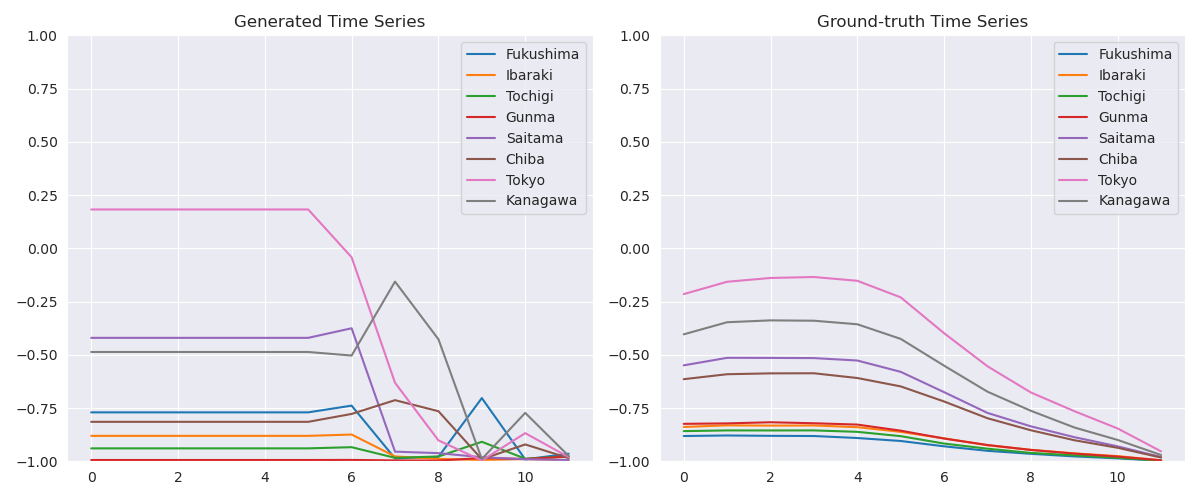 Generated Time Series
1.00
0.75
0.50
0.25
0.00
−0.25
−0.50
−0.75
−1.00
0 2 4 6 8 10
Fukushima
Ibaraki
Tochigi
Gunma
Saitama
Chiba
Tokyo
Kanagawa
Ground-truth Time Series
1.00
0.75
0.50
0.25
0.00
−0.25
−0.50
−0.75
−1.00
0 2 4 6 8 10
Fukushima
Ibaraki
Tochigi
Gunma
Saitama
Chiba
Tokyo
Kanagawa